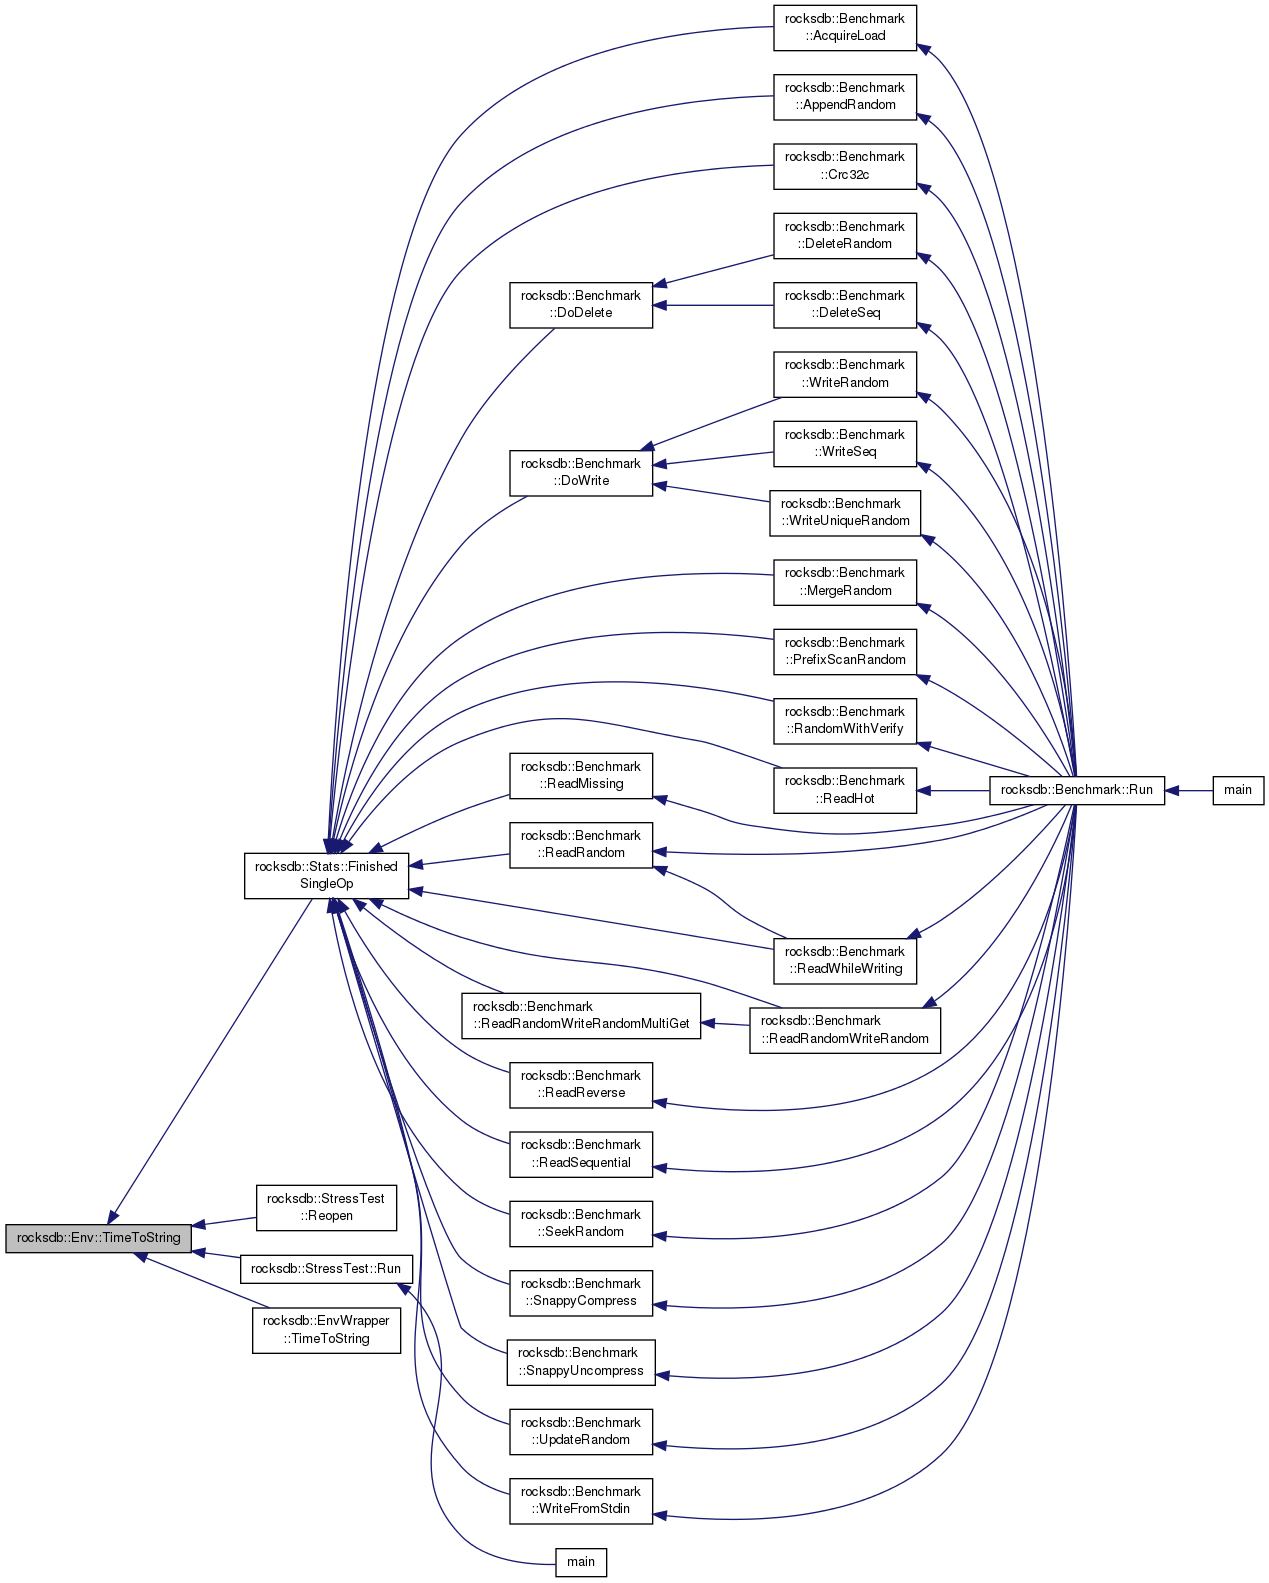 rocksdb::Benchmark
::AcquireLoad
rocksdb::Benchmark
::AppendRandom
rocksdb::Benchmark
::Crc32c
rocksdb::Benchmark
::DeleteRandom
rocksdb::Benchmark
::DoDelete
rocksdb::Benchmark
::DeleteSeq
rocksdb::Benchmark
::WriteRandom
rocksdb::Benchmark
::WriteSeq
rocksdb::Benchmark
::DoWrite
rocksdb::Benchmark
::WriteUniqueRandom
rocksdb::Benchmark
::MergeRandom
rocksdb::Benchmark
::PrefixScanRandom
rocksdb::Benchmark
::RandomWithVerify
rocksdb::Benchmark
::ReadMissing
rocksdb::Benchmark
::ReadHot
rocksdb::Benchmark::Run
main
rocksdb::Benchmark
::ReadRandom
rocksdb::Stats::Finished
SingleOp
rocksdb::Benchmark
::ReadWhileWriting
rocksdb::Benchmark
::ReadRandomWriteRandomMultiGet
rocksdb::Benchmark
::ReadRandomWriteRandom
rocksdb::Benchmark
::ReadReverse
rocksdb::Benchmark
::ReadSequential
rocksdb::StressTest
::Reopen
rocksdb::Benchmark
::SeekRandom
rocksdb::Env::TimeToString
rocksdb::StressTest::Run
rocksdb::Benchmark
::SnappyCompress
rocksdb::EnvWrapper
::TimeToString
rocksdb::Benchmark
::SnappyUncompress
rocksdb::Benchmark
::UpdateRandom
rocksdb::Benchmark
::WriteFromStdin
main